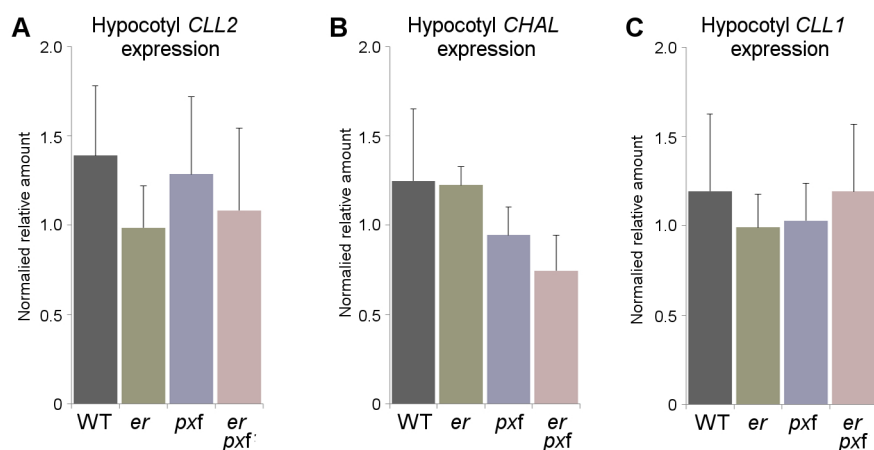 A
Hypocotyl CLL2
expression
Normalied relative amount
2.0
1.5
1.0
0.5
0
WT
er
pxf
er
pxf
B
Hypocotyl CHAL
expression
Normalied relative amount
2.0
1.5
1.0
0.5
0
WT
er
pxf
er
pxf
C
Hypocotyl CLL1
expression
Normalied relative amount
2.0
1.5
1.0
0.5
0
WT
er
pxf
er
pxf